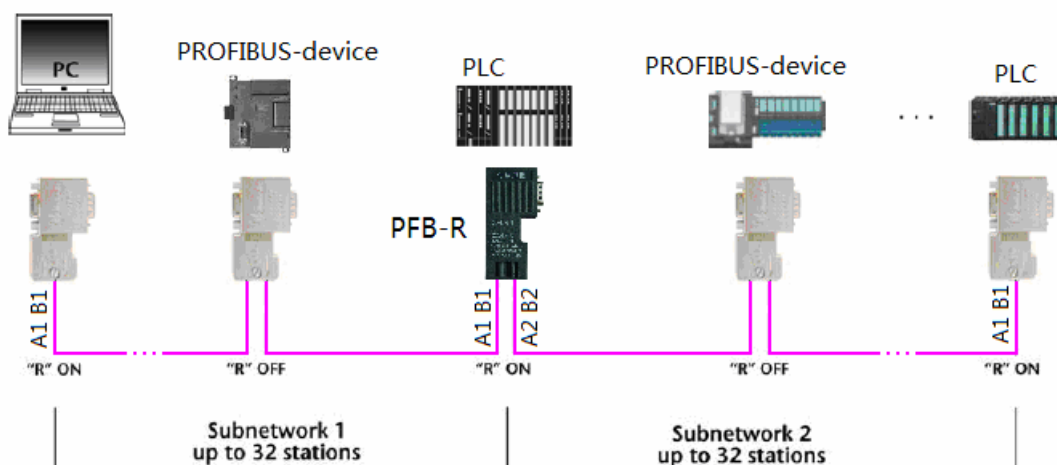 PC
PROFIBUS-device
PLC
PROFIBUS-device
PLC
. . .
PFB-R
A1 B1
A1 B1
A2 B2
A1 B1
"R" ON
"R" OFF
"R" ON
"R" OFF
"R" ON
Subnetwork 1
up to 32 stations
Subnetwork 2
up to 32 stations